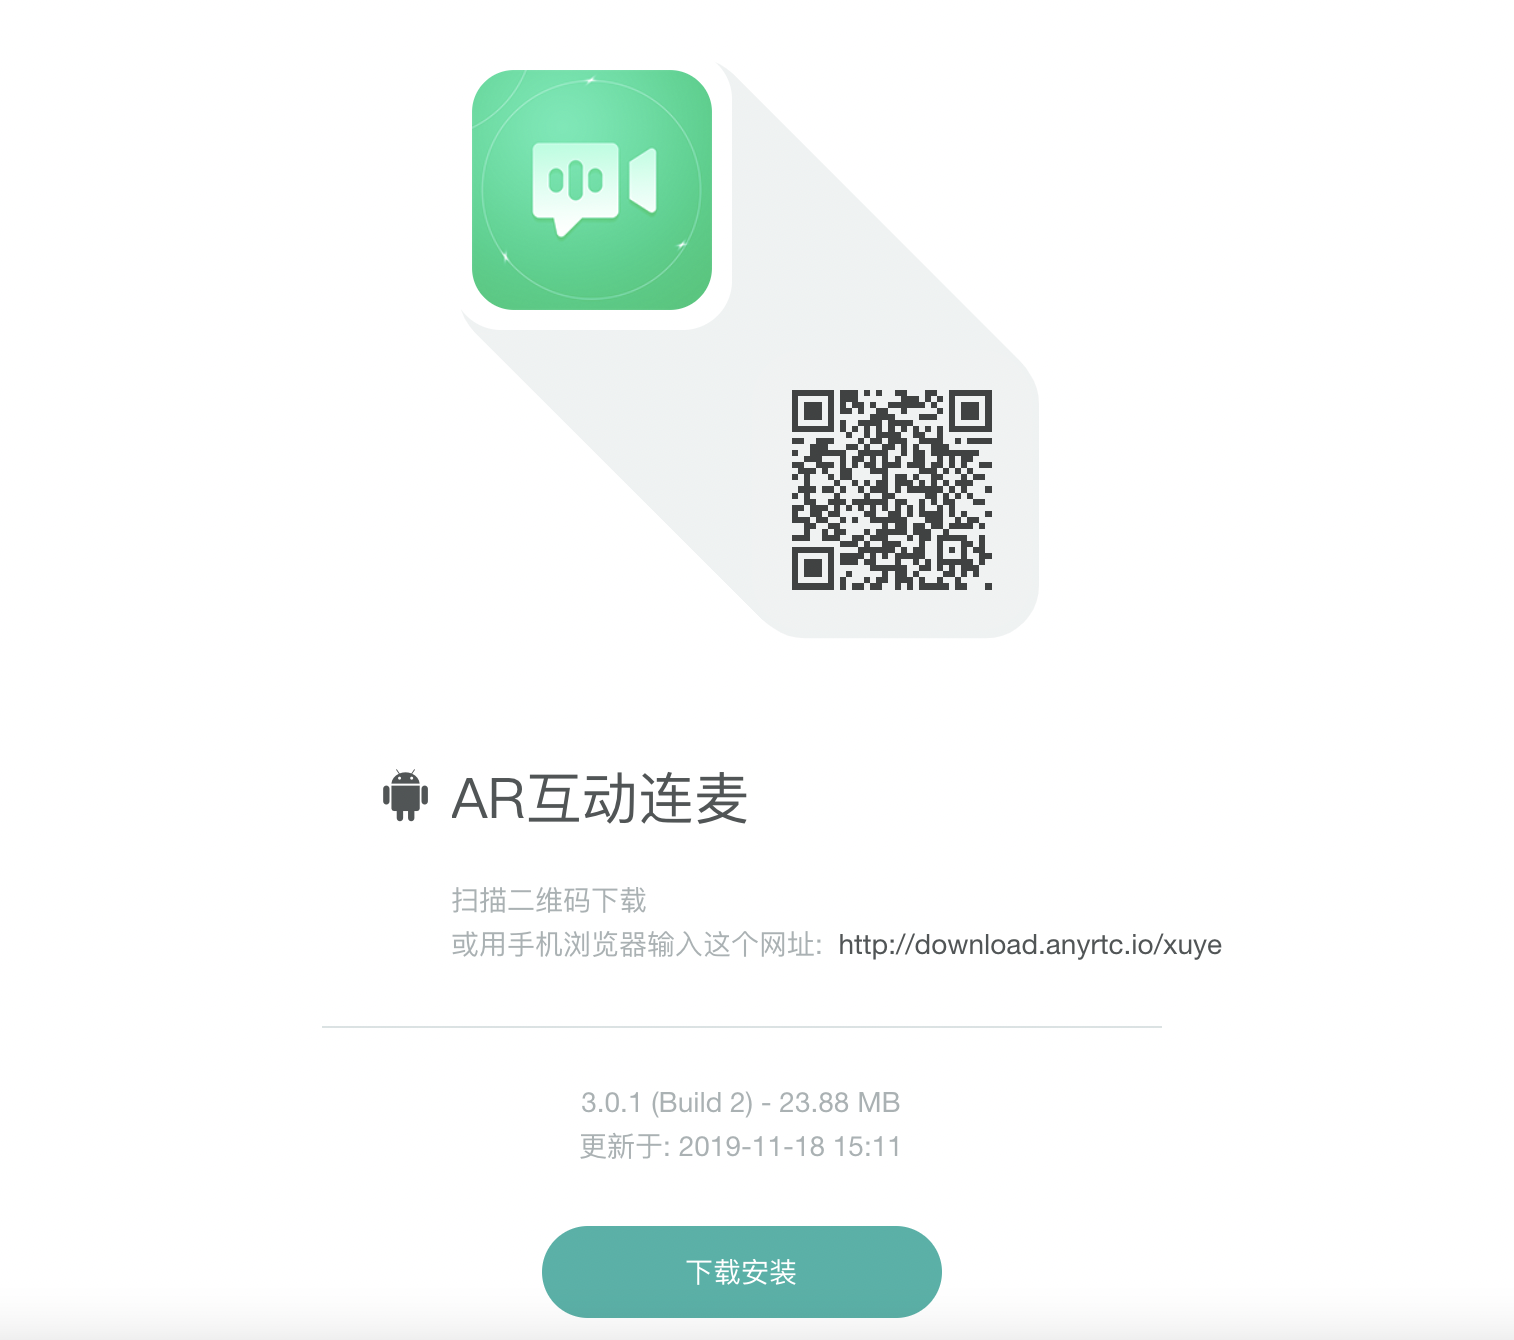 AR互动连麦
扫描二维码下载
或用手机浏览器输入这个网址: http://download.anyrtc.io/xuye
3.0.1 (Build 2) - 23.88 MB
更新于: 2019-11-18 15:11
下载安装